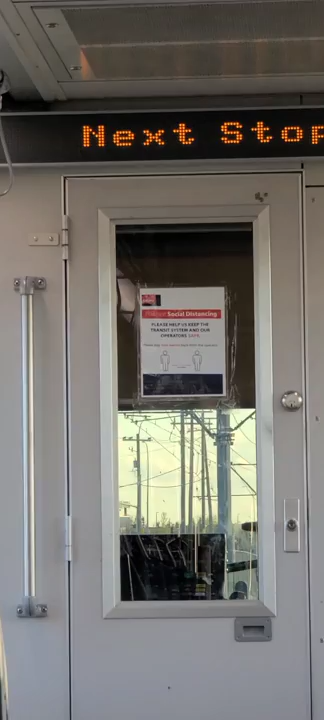 Next Stop
Social Distancing
PLEASE HELP US KEEP THE
TRANSIT SYSTEM AND OUR
OPERATORS SAFE.